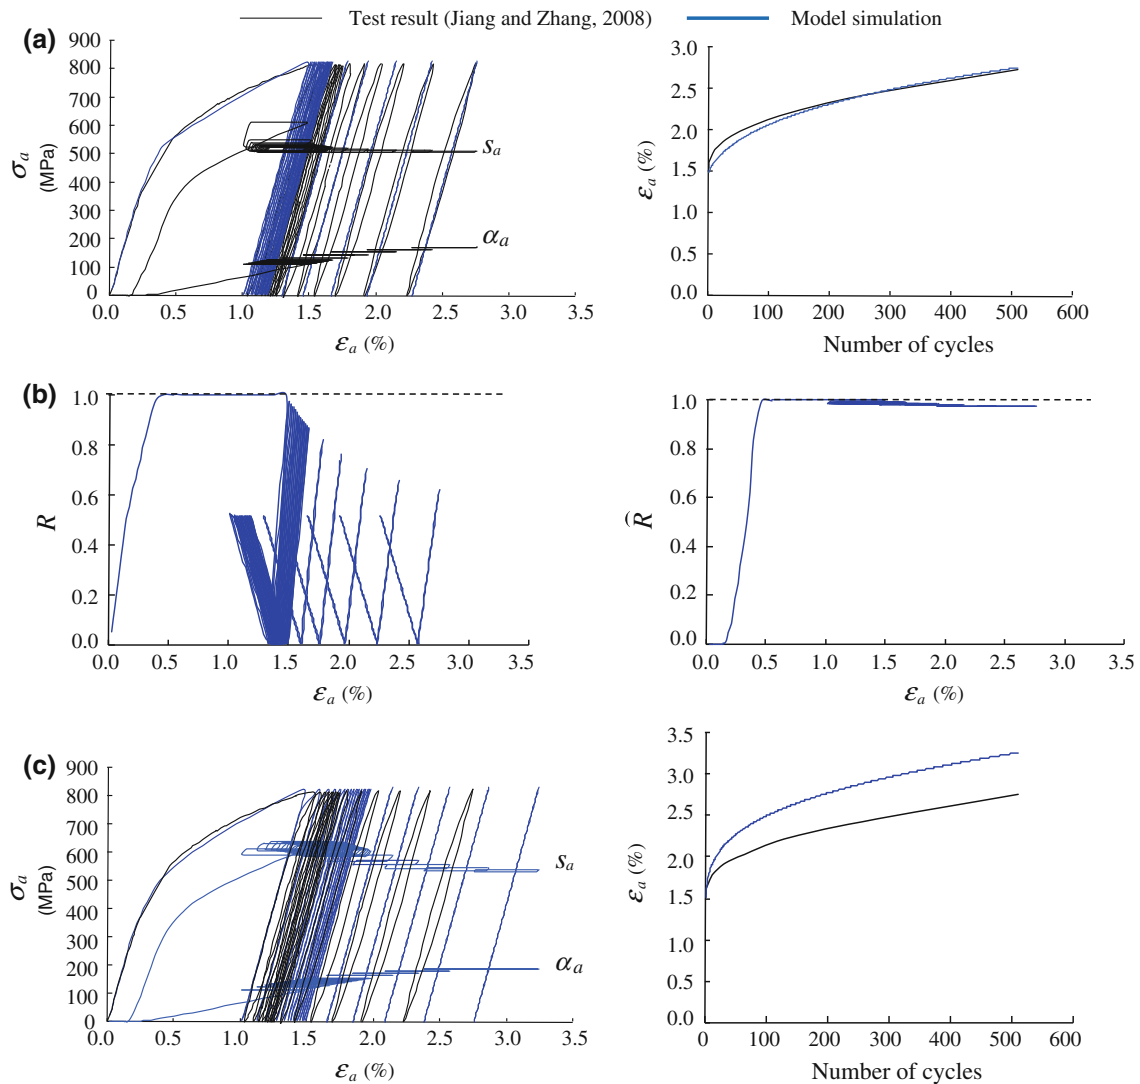 Test result (Jiang and Zhang, 2008)
Model simulation
(a)
900
800
700
600
500
400
300
200
100
0
σa
(MPa)
sa
αa
0.0 0.5 1.0 1.5 2.0 2.5 3.0 3.5
εa (%)
3.0
2.5
2.0
1.5
1.0
0.5
0.0
εa (%)
0 100 200 300 400 500 600
Number of cycles
(b)
1.0
0.8
0.6
0.4
0.2
0.0
R
0.0 0.5 1.0 1.5 2.0 2.5 3.0 3.5
εa (%)
1.0
0.8
0.6
0.4
0.2
0.0
R̂
0.0 0.5 1.0 1.5 2.0 2.5 3.0 3.5
εa (%)
(c)
900
800
700
600
500
400
300
200
100
0
σa
(MPa)
sa
αa
0.0 0.5 1.0 1.5 2.0 2.5 3.0 3.5
εa (%)
3.5
3.0
2.5
2.0
1.5
1.0
0.5
0.0
εa (%)
0 100 200 300 400 500 600
Number of cycles